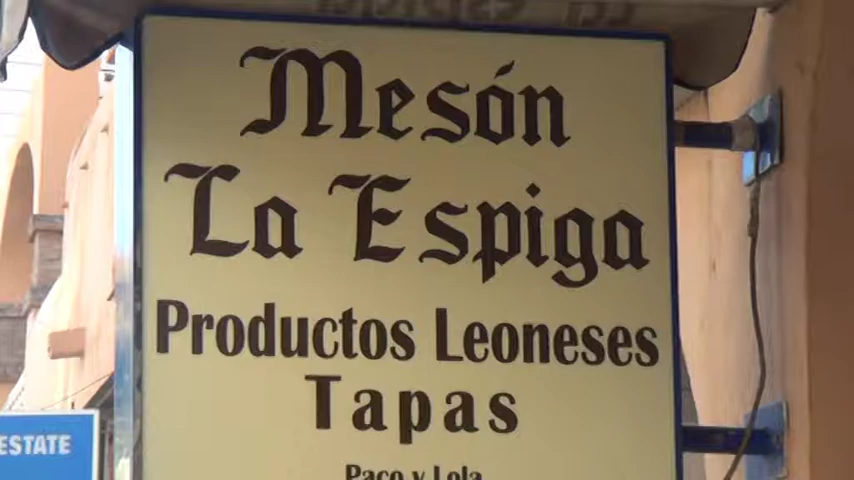 Mesón
La Espiga
Productos Leoneses
Tapas
Paco y Lola
ESTATE